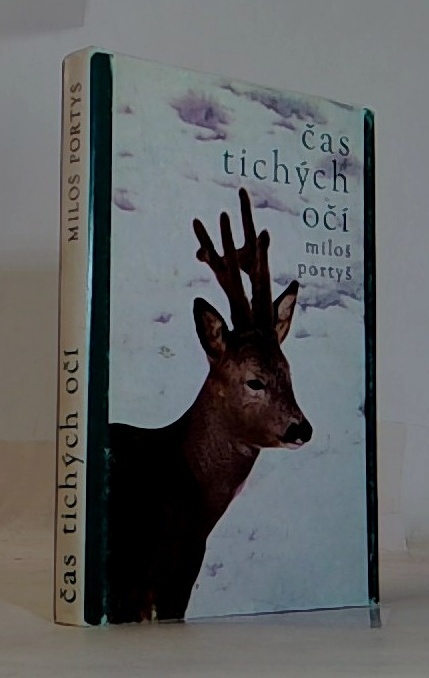 čas
tichých
očí
miloš
portyš
MILOŠ PORTYŠ
čas tichých očí